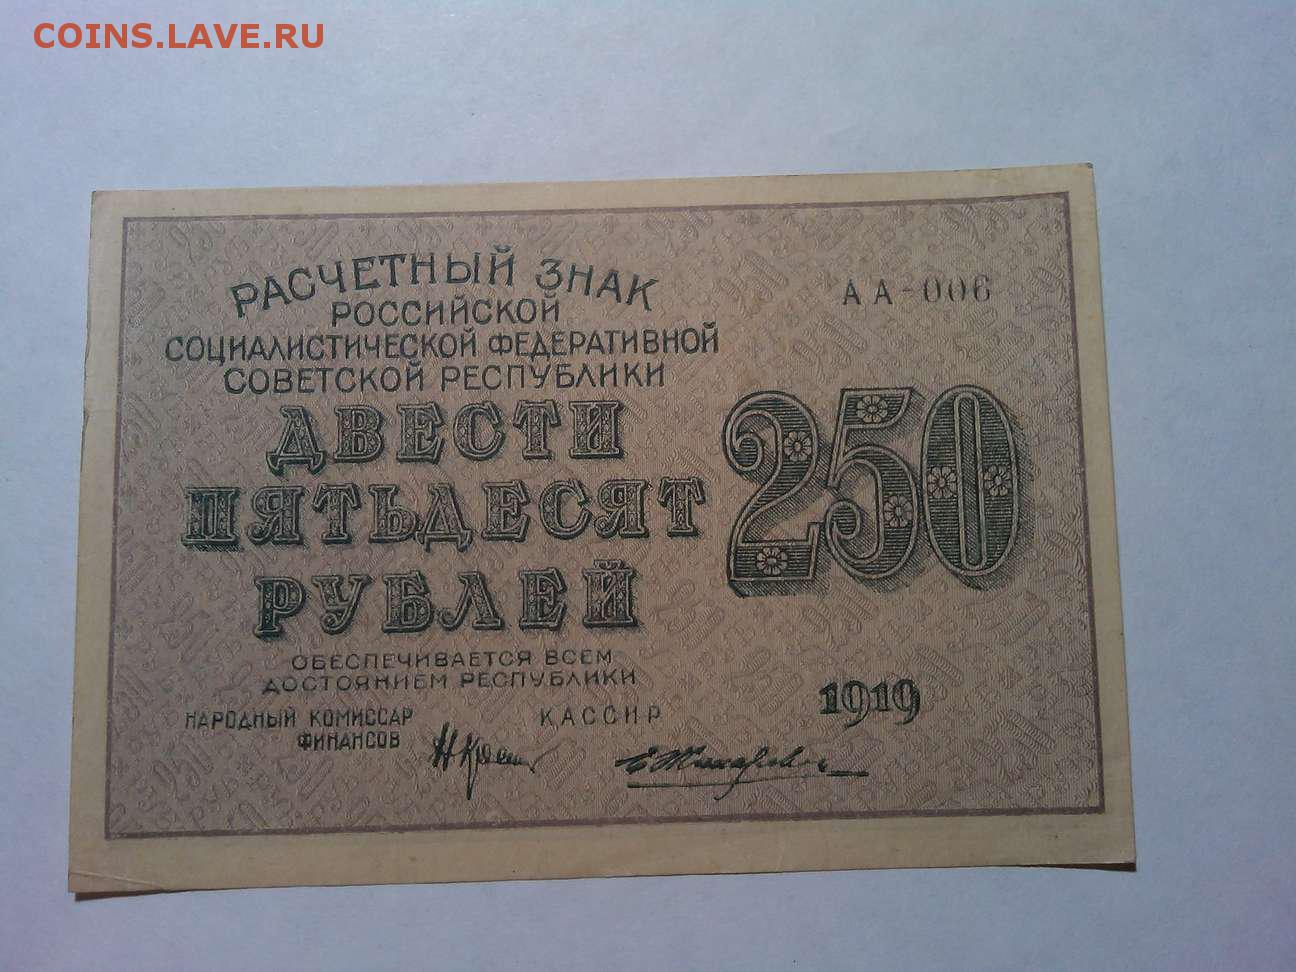 COINS.LAVE.RU
РАСЧЕТНЫЙ ЗНАК
РОССИЙСКОЙ
СОЦИАЛИСТИЧЕСКОЙ ФЕДЕРАТИВНОЙ
СОВЕТСКОЙ РЕСПУБЛИКИ
АА-006
ДВЕСТИ
ПЯТЬДЕСЯТ
РУБЛЕЙ
250
ОБЕСПЕЧИВАЕТСЯ ВСЕМ
ДОСТОЯНИЕМ РЕСПУБЛИКИ
НАРОДНЫЙ КОМИССАР
ФИНАНСОВ
КАССИР
1919